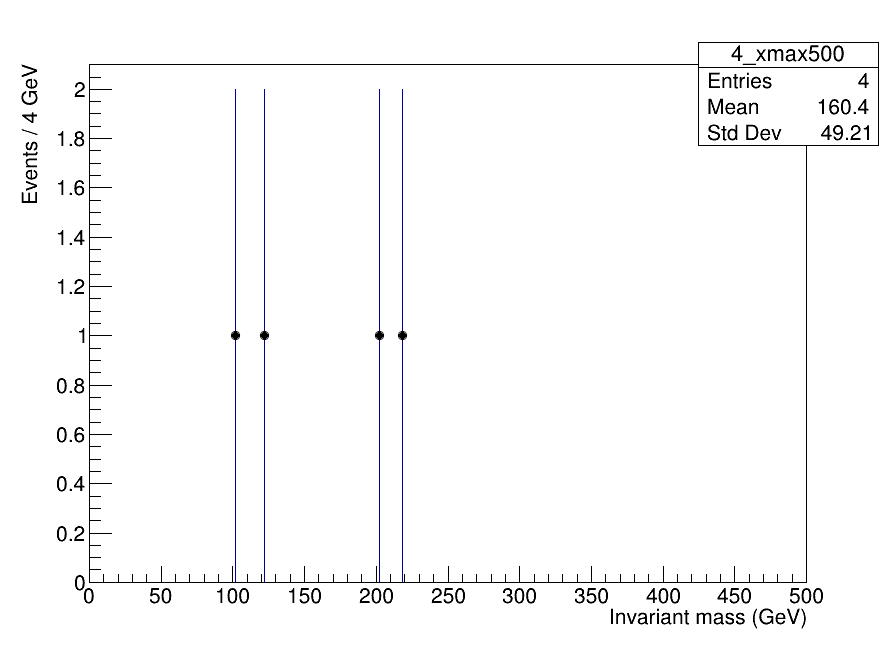 4_xmax500
Entries 4
Mean 160.4
Std Dev 49.21
Events / 4 GeV
2
1.8
1.6
1.4
1.2
1
0.8
0.6
0.4
0.2
0
0 50 100 150 200 250 300 350 400 450 500
Invariant mass (GeV)